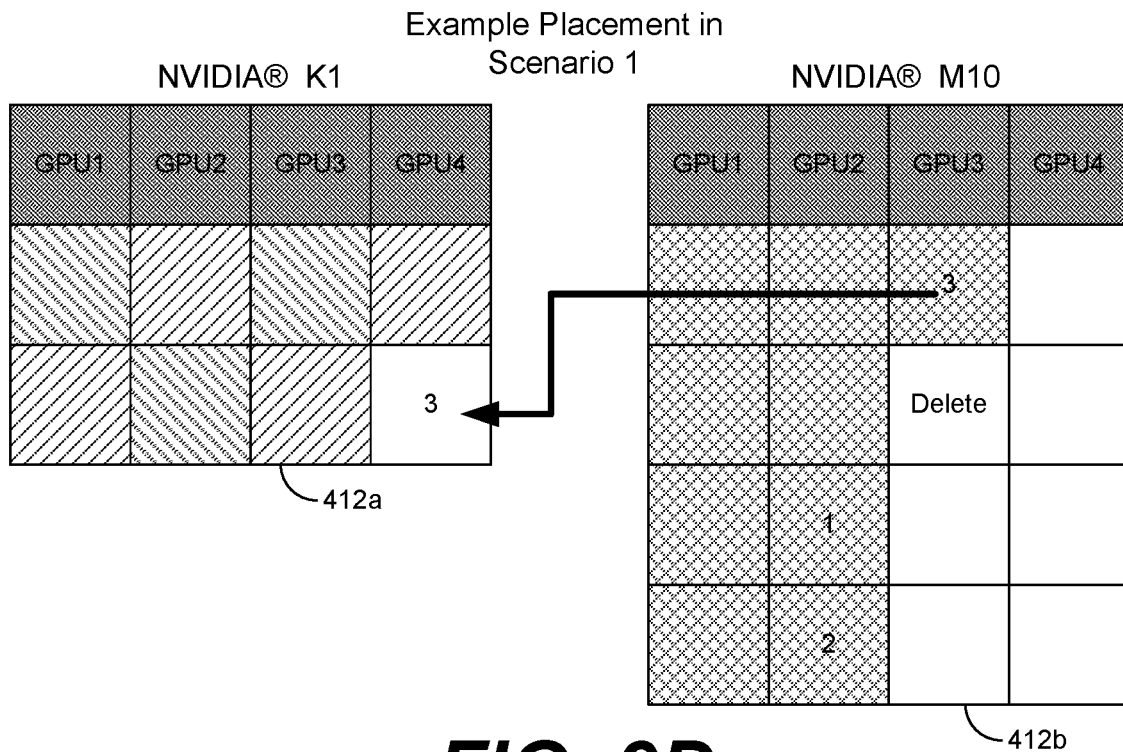 Example Placement in
Scenario 1
NVIDIA® K1
NVIDIA® M10
GPU1 GPU2 GPU3 GPU4
GPU1 GPU2 GPU3 GPU4
3
3
Delete
1
2
412a
412b